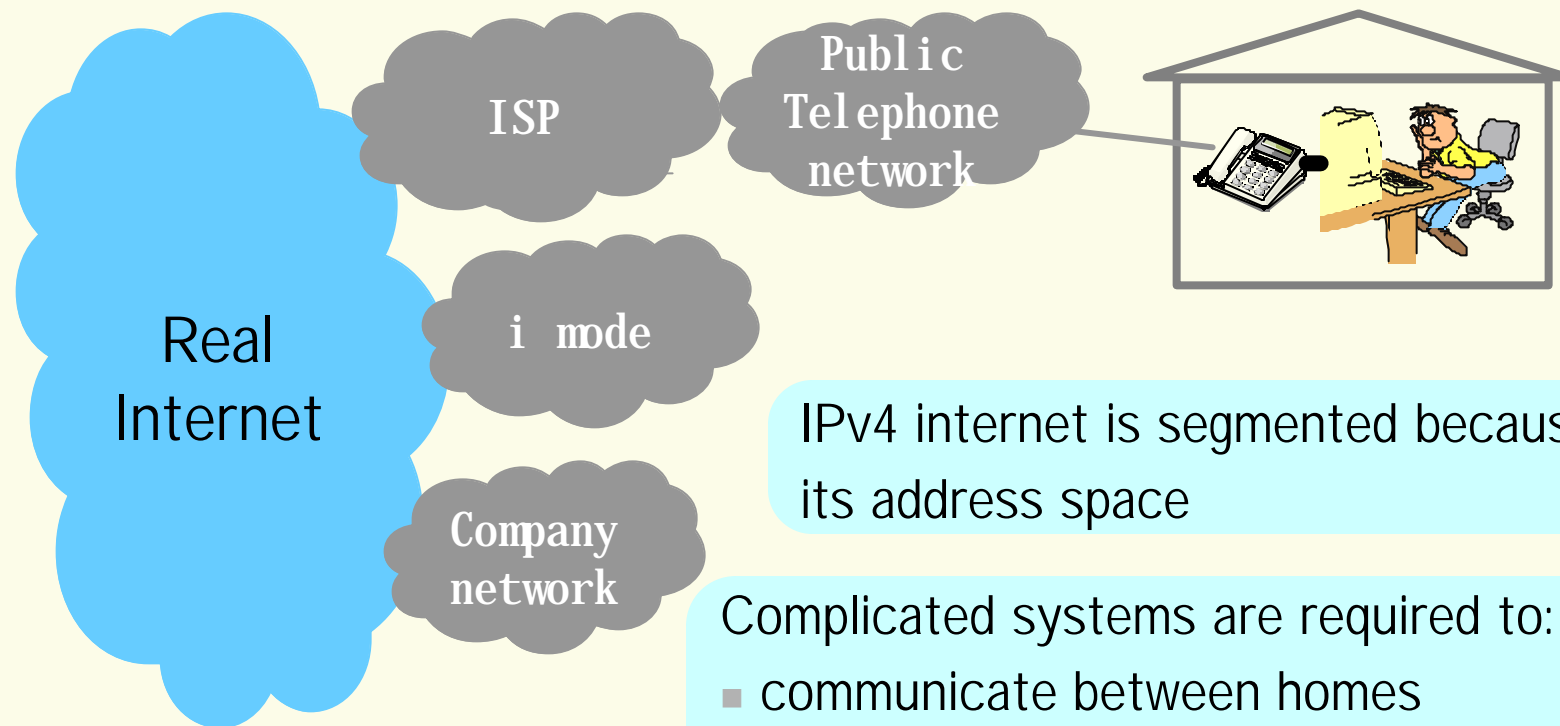 ISP
Public
Telephone
network
Real
Internet
i mode
Company
network
IPv4 internet is segmented becaus
its address space
Complicated systems are required to:
communicate between homes